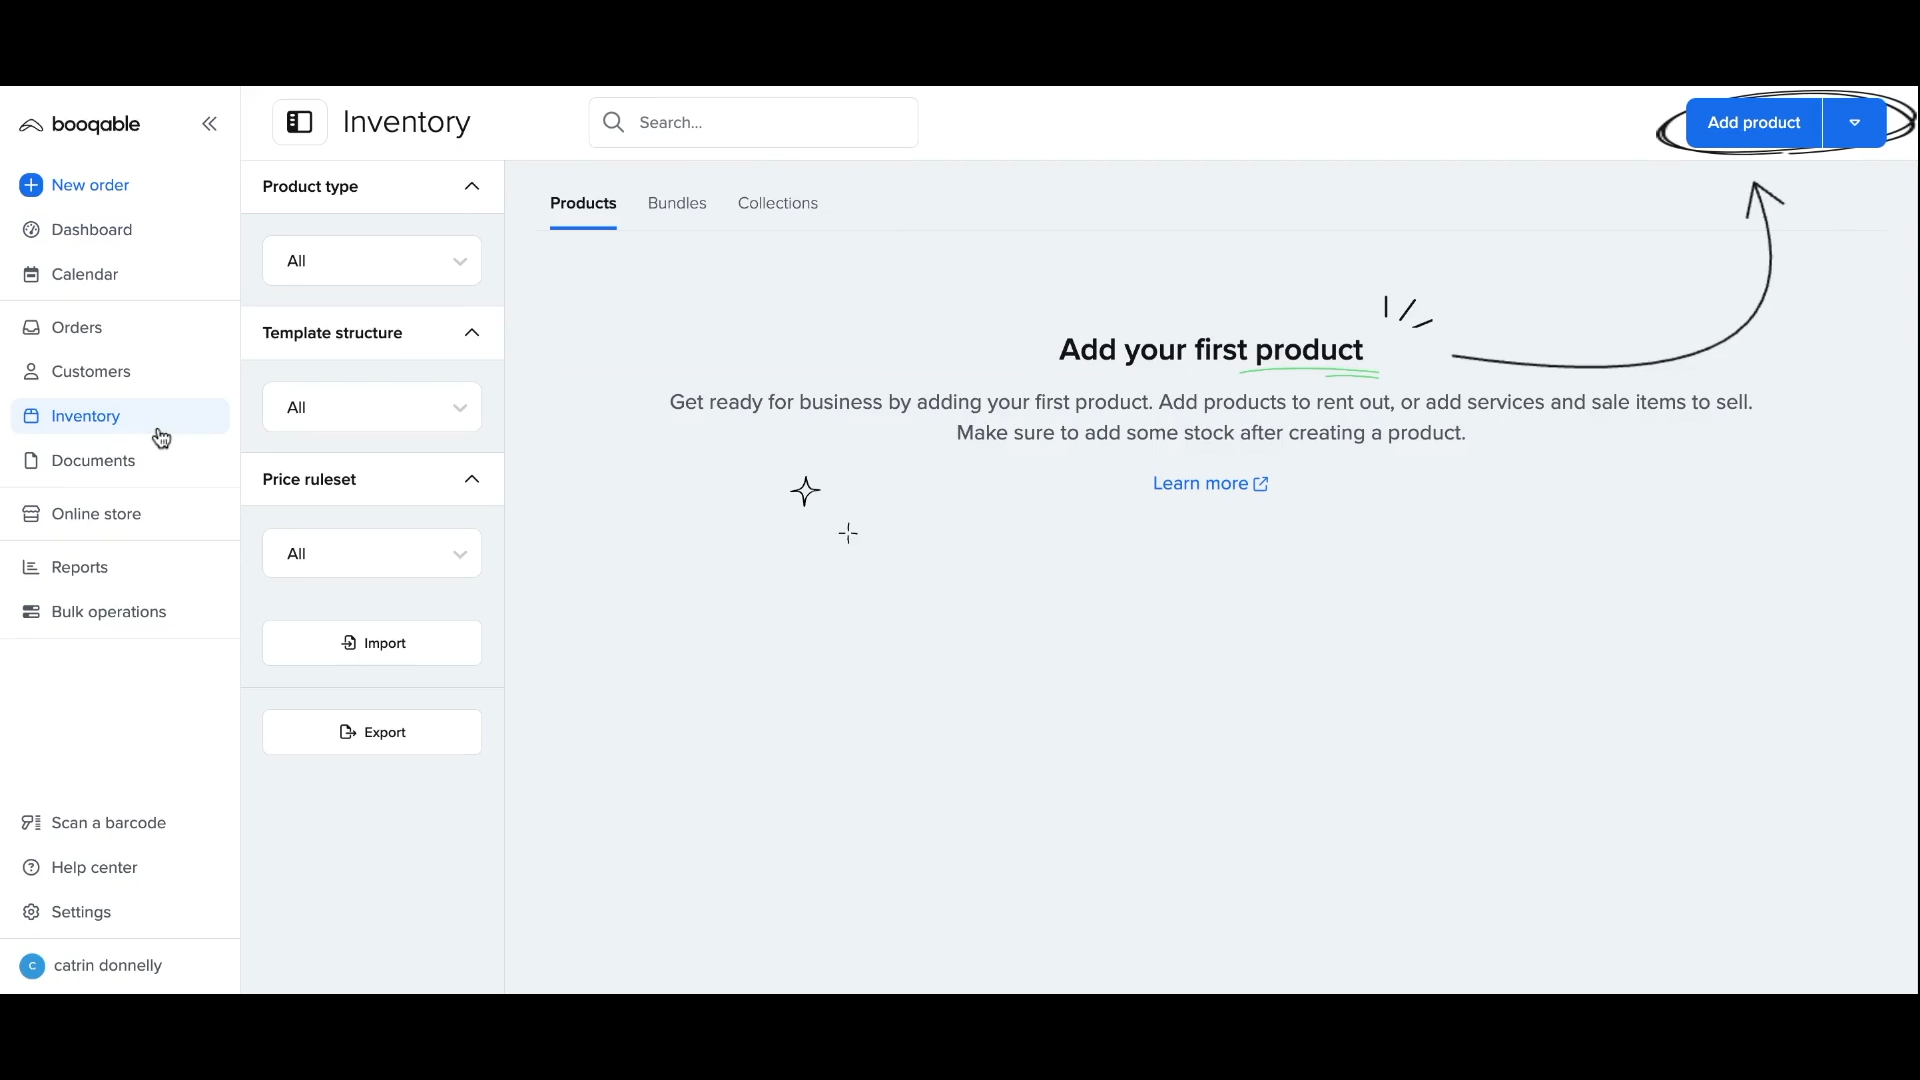 booqable
New order
Dashboard
Calendar
Orders
Customers
Inventory
Documents
Online store
Reports
Bulk operations
Scan a barcode
Help center
Settings
c
catrin donnelly
Inventory
Search...
Add product
Product type
All
Template structure
All
Price ruleset
All
Import
Export
Products Bundles Collections
Add your first product
Get ready for business by adding your first product. Add products to rent out, or add services and sale items to sell.
Make sure to add some stock after creating a product.
Learn more